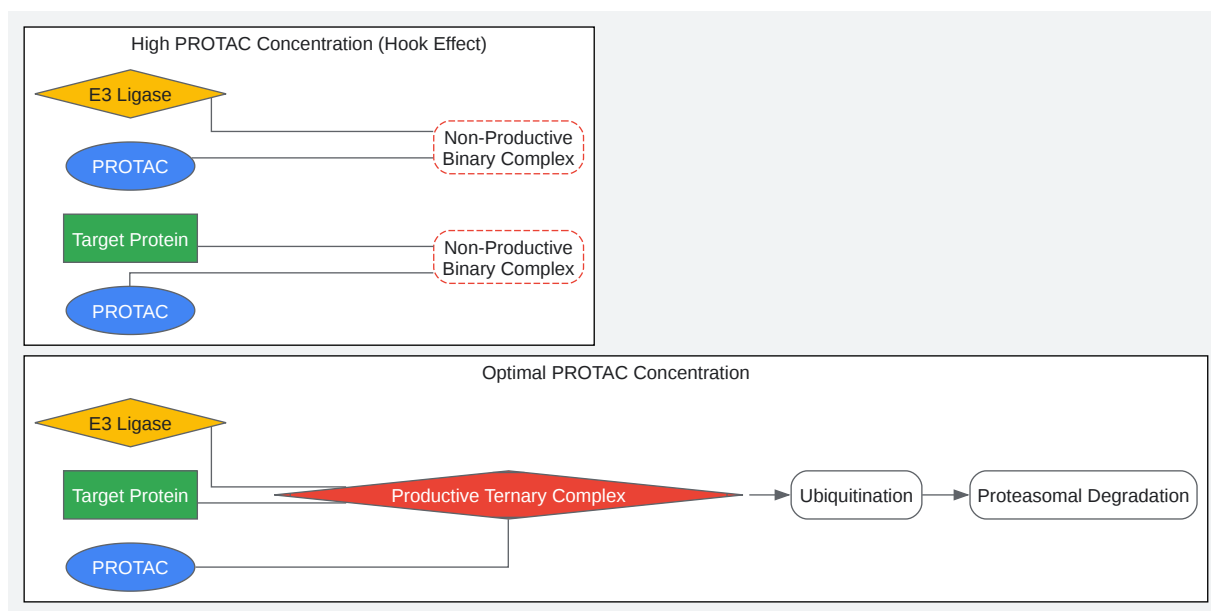 High PROTAC Concentration (Hook Effect)
E3 Ligase
Non-Productive
Binary Complex
PROTAC
Target Protein
Non-Productive
Binary Complex
PROTAC
Optimal PROTAC Concentration
E3 Ligase
Target Protein
Productive Ternary Complex
Ubiquitination
Proteasomal Degradation
PROTAC